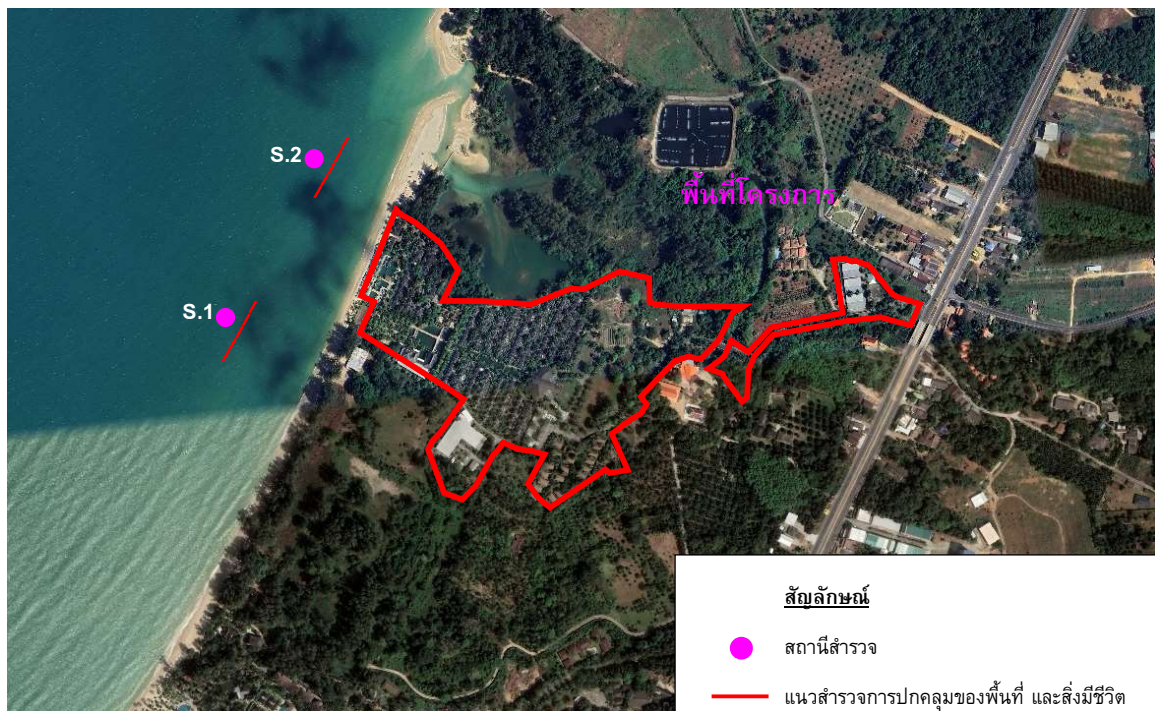 S.2
พื้นที่โครงการ
S.1
สัญลักษณ์
สถานีสำรวจ
แนวสำรวจการปกคลุมของพื้นที่ และสิ่งมีชีวิต